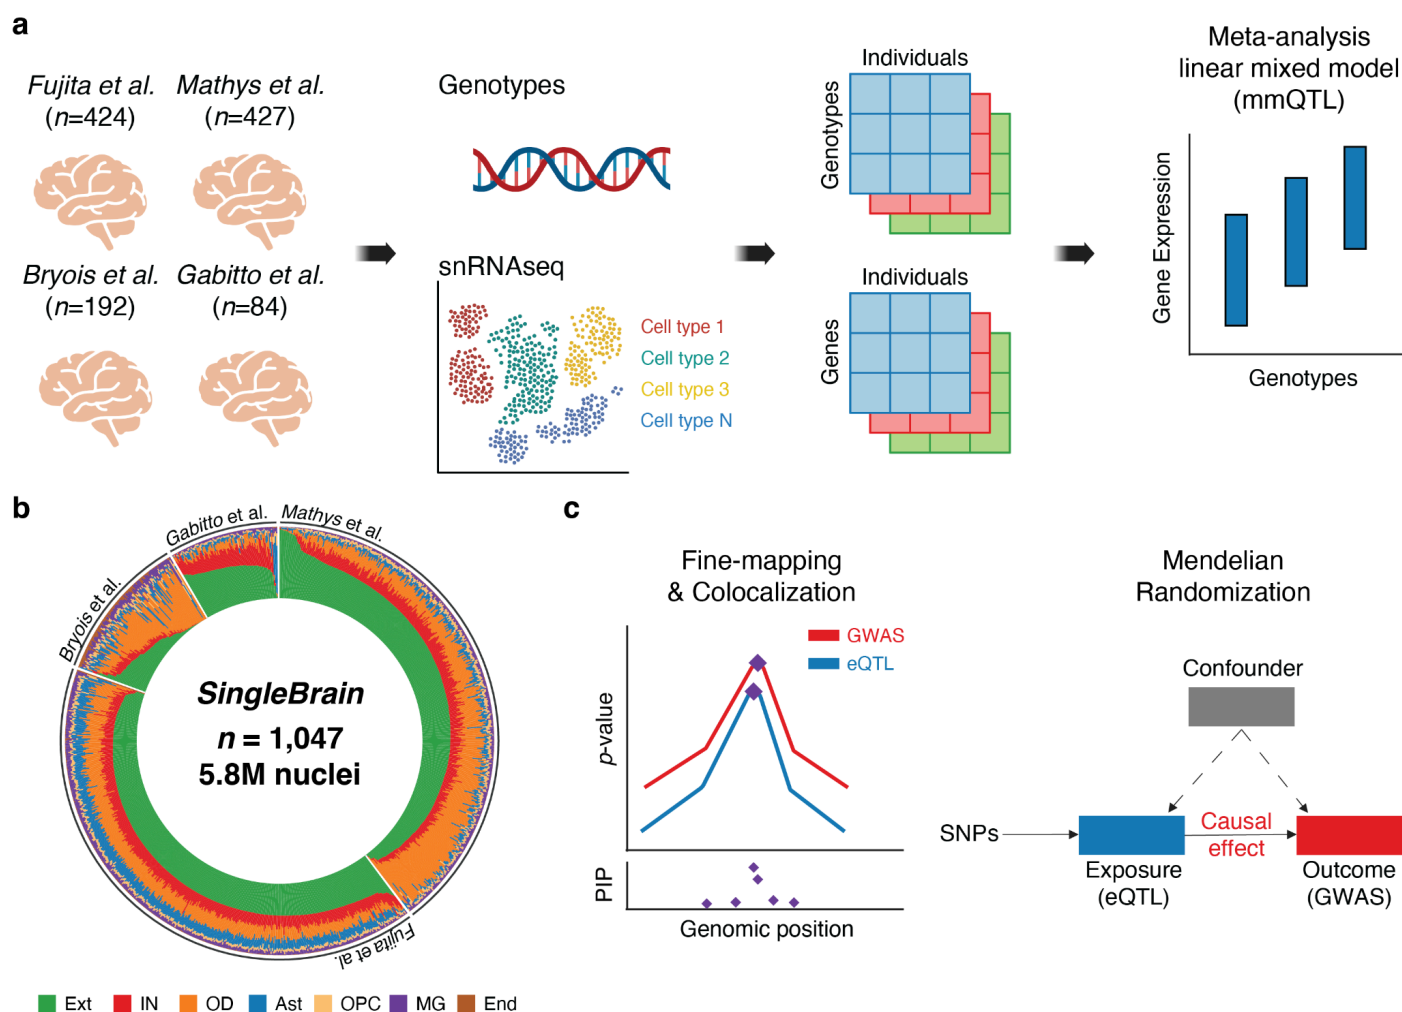 a
Fujita et al.
(n=424)
Mathys et al.
(n=427)
Bryois et al.
(n=192)
Gabitto et al.
(n=84)
Genotypes
snRNAseq
Cell type 1
Cell type 2
Cell type 3
Cell type N
Individuals
Genotypes
Individuals
Genes
Meta-analysis
linear mixed model
(mmQTL)
Gene Expression
Genotypes
b
Gabitto et al.
Mathys et al.
Bryois et al.
Fujita et al.
SingleBrain
n = 1,047
5.8M nuclei
Ext
IN
OD
Ast
OPC
MG
End
c
Fine-mapping
& Colocalization
GWAS
eQTL
p-value
PIP
Genomic position
Mendelian
Randomization
Confounder
SNPs
Causal
effect
Exposure
(eQTL)
Outcome
(GWAS)